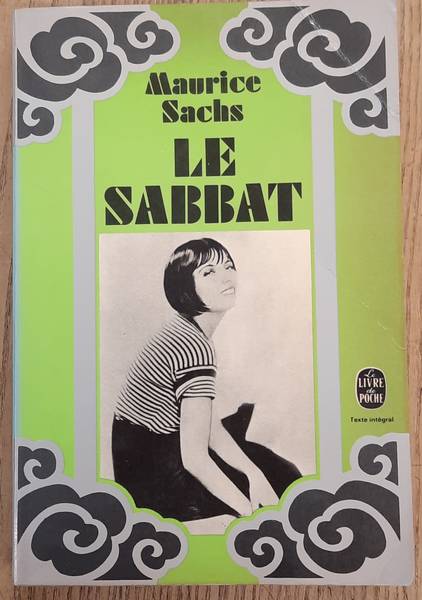 Maurice
Sachs
LE
SABBAT
Le
LIVRE
de
POCHE
Texte intégral